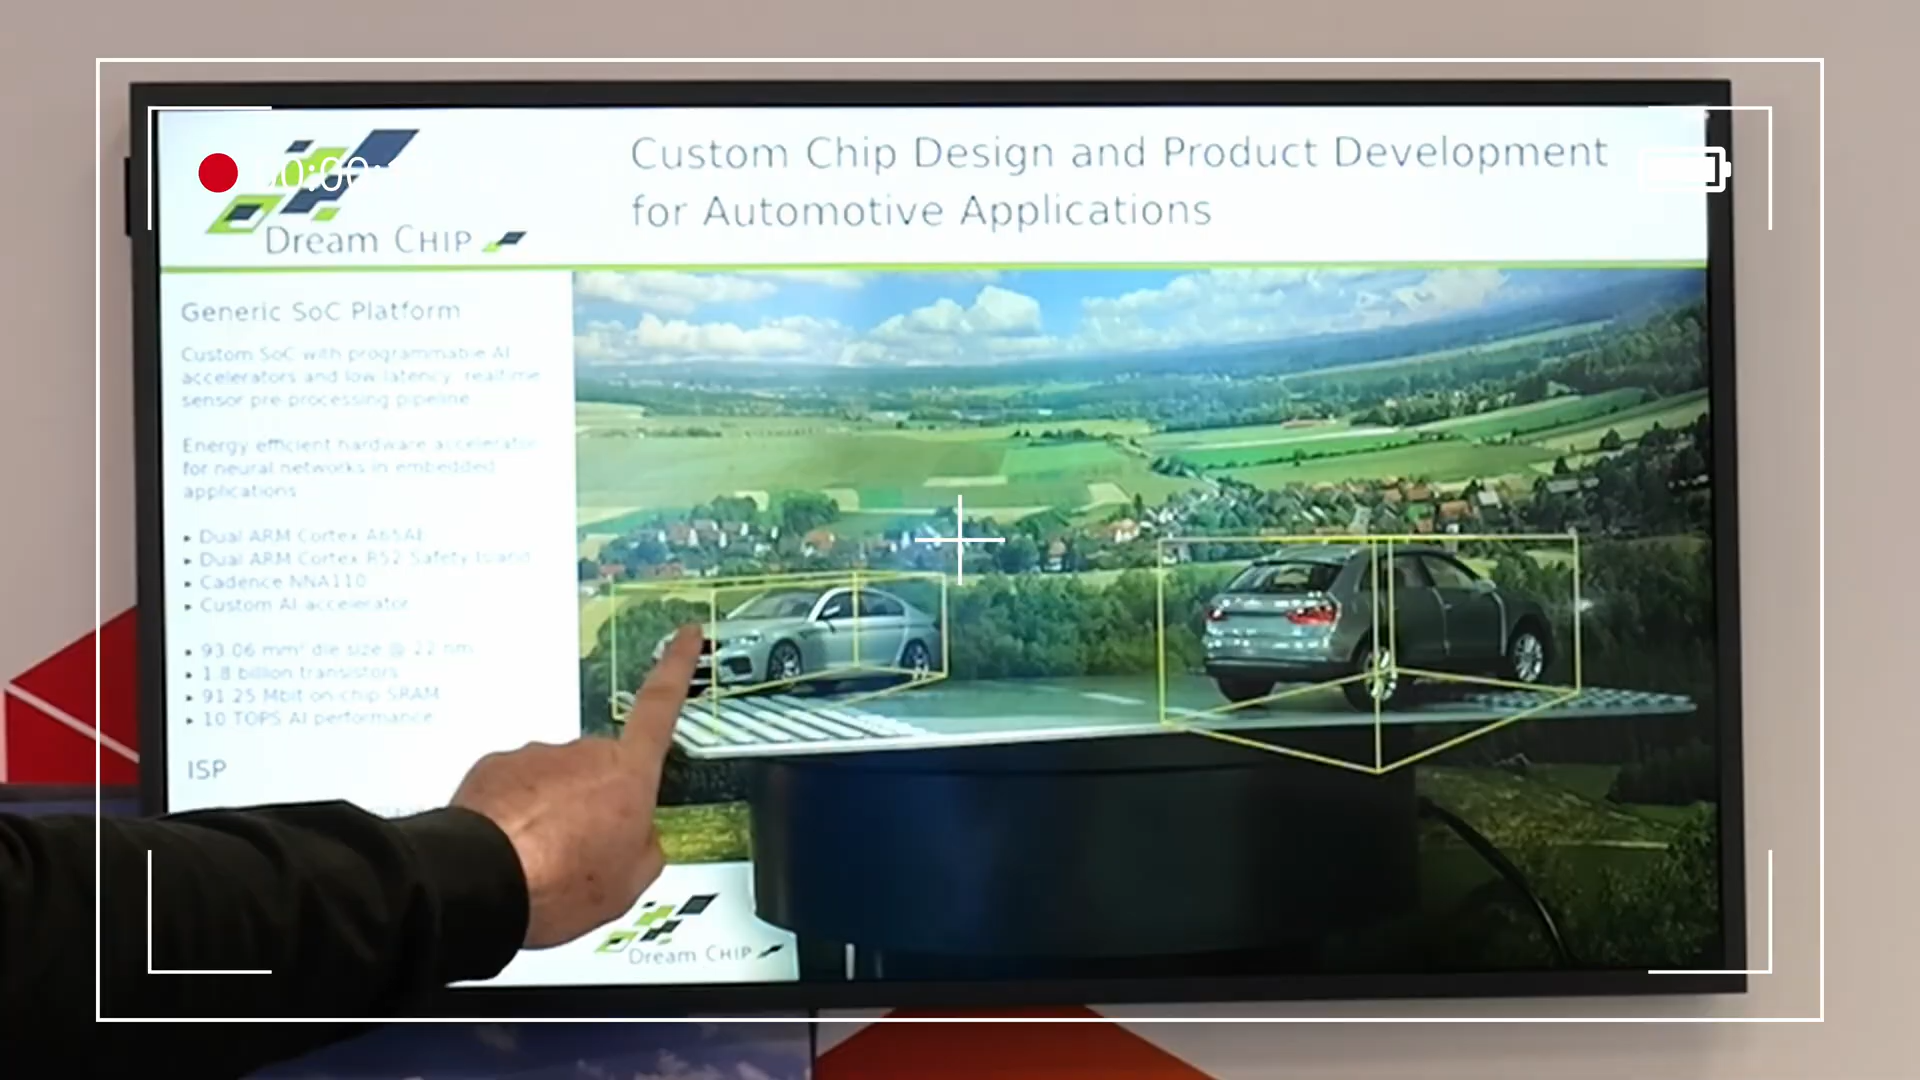 Custom Chip Design and Product Development
for Automotive Applications
00:00:
Dream CHIP
Generic SoC Platform
Custom SoC with programmable AI
accelerators and low latency, realtime
sensor pre processing pipeline
Energy efficient hardware accelerator
for neural networks in embedded
applications
▸ Dual ARM Cortex A65AE
▸ Dual ARM Cortex R52 Safety Island
▸ Cadence NNA110
▸ Custom AI accelerator
▸ 93.06 mm² die size @ 22 nm
▸ 1.8 billion transistors
▸ 91.25 Mbit on-chip SRAM
▸ 10 TOPS AI performance
ISP
Dream CHIP